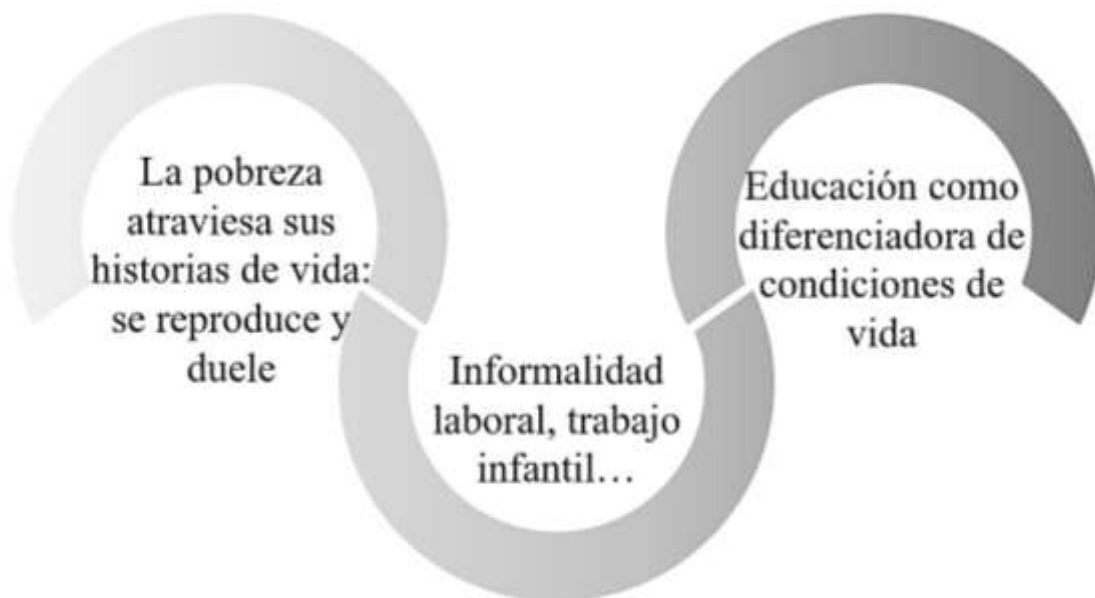 La pobreza
atraviesa sus
historias de vida:
se reproduce y
duele
Informalidad
laboral, trabajo
infantil…
Educación como
diferenciadora de
condiciones de
vida